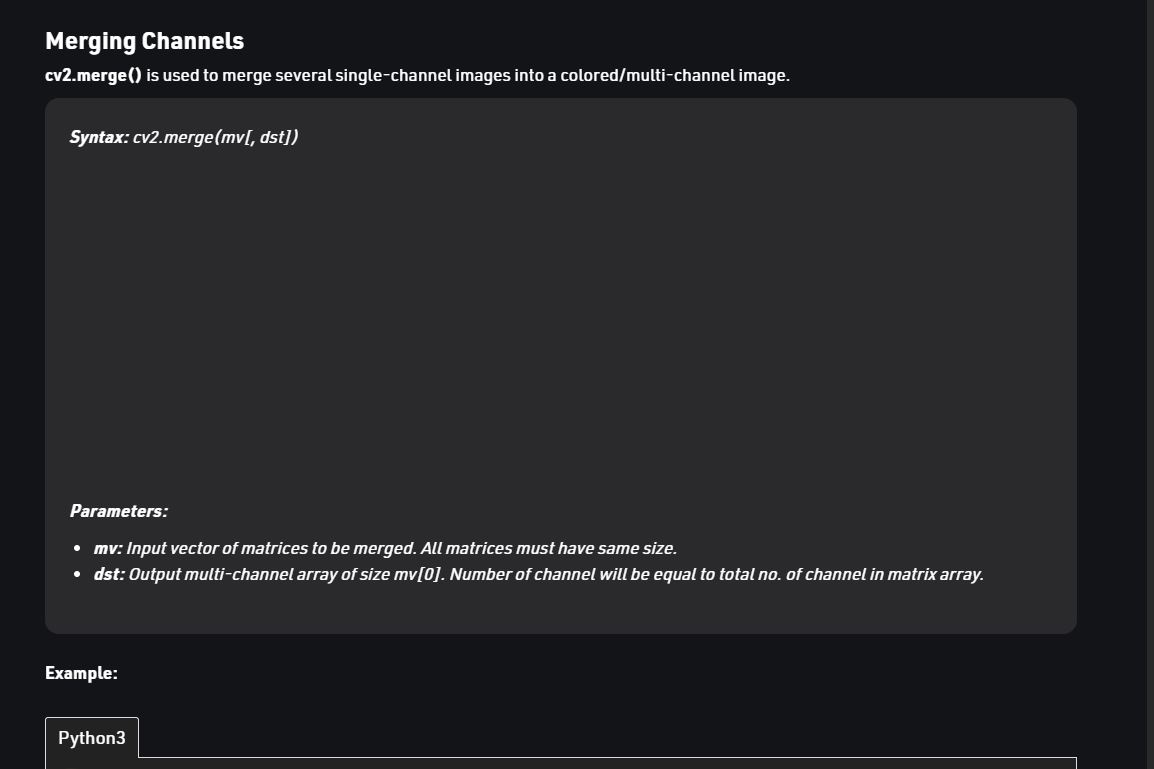 Merging Channels
cv2.merge() is used to merge several single-channel images into a colored/multi-channel image.
Syntax: cv2.merge(mv[, dst])
Parameters:
• mv: Input vector of matrices to be merged. All matrices must have same size.
• dst: Output multi-channel array of size mv[0]. Number of channel will be equal to total no. of channel in matrix array.
Example:
Python3